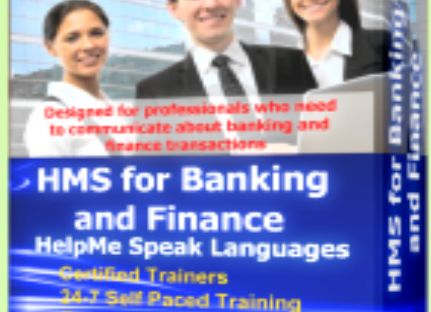 Designed for professionals who need
to communicate about banking and
finance transactions
HMS for Banking
and Finance
HelpMe Speak Languages
Certified Trainers
24-7 Self Paced Training
HMS for Banking
and Finance